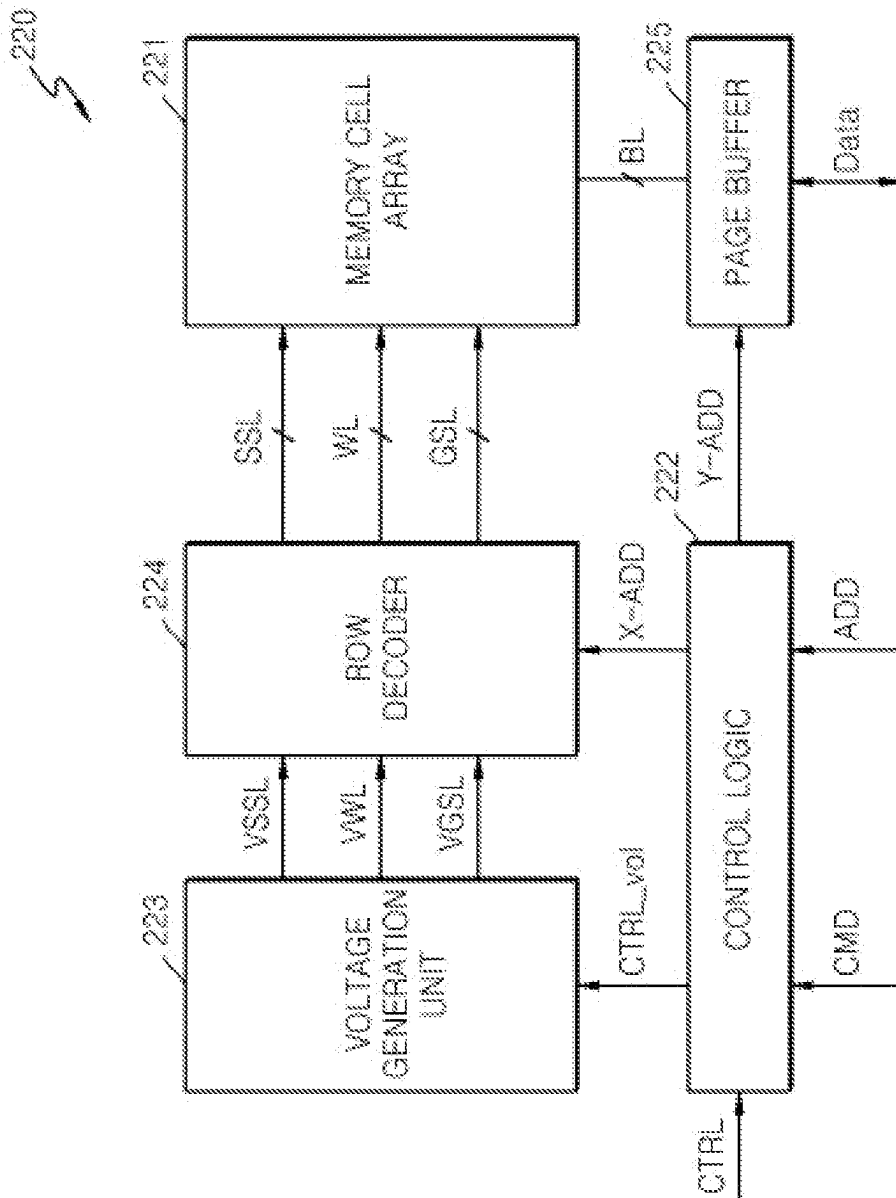 220
223
224
221
VOLTAGE
GENERATION
UNIT
VSSL
VWL
VGSL
ROW
DECODER
SSL
WL
GSL
MEMORY CELL
ARRAY
CTRL_vol
X-ADD
BL
222
225
CTRL
CONTROL LOGIC
Y-ADD
PAGE BUFFER
CMD
ADD
Data